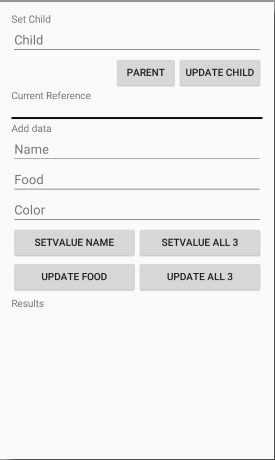 Set Child
Child
PARENT UPDATE CHILD
Current Reference
Add data
Name
Food
Color
SETVALUE NAME SETVALUE ALL 3
UPDATE FOOD UPDATE ALL 3
Results